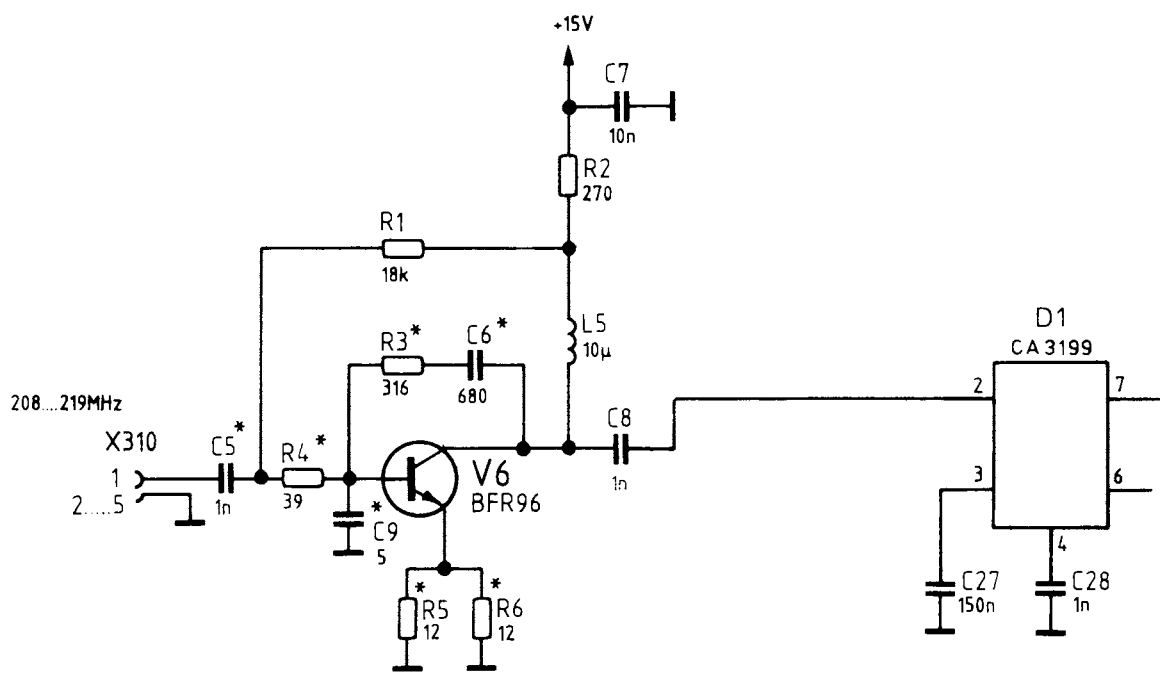 +15V
C7
10n
R2
270
R1
18k
L5
10µ
R3*
316
C6*
680
D1
CA3199
2
7
208....219MHz
X310
1
2.....5
C5*
1n
R4*
39
V6
BFR96
C8
1n
3
6
*
C9
5
4
C27
150n
C28
1n
*
R5
12
*
R6
12